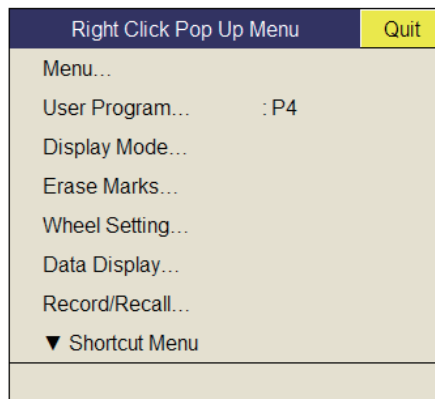 Right Click Pop Up Menu Quit
Menu...
User Program... : P4
Display Mode...
Erase Marks...
Wheel Setting...
Data Display...
Record/Recall...
▼ Shortcut Menu